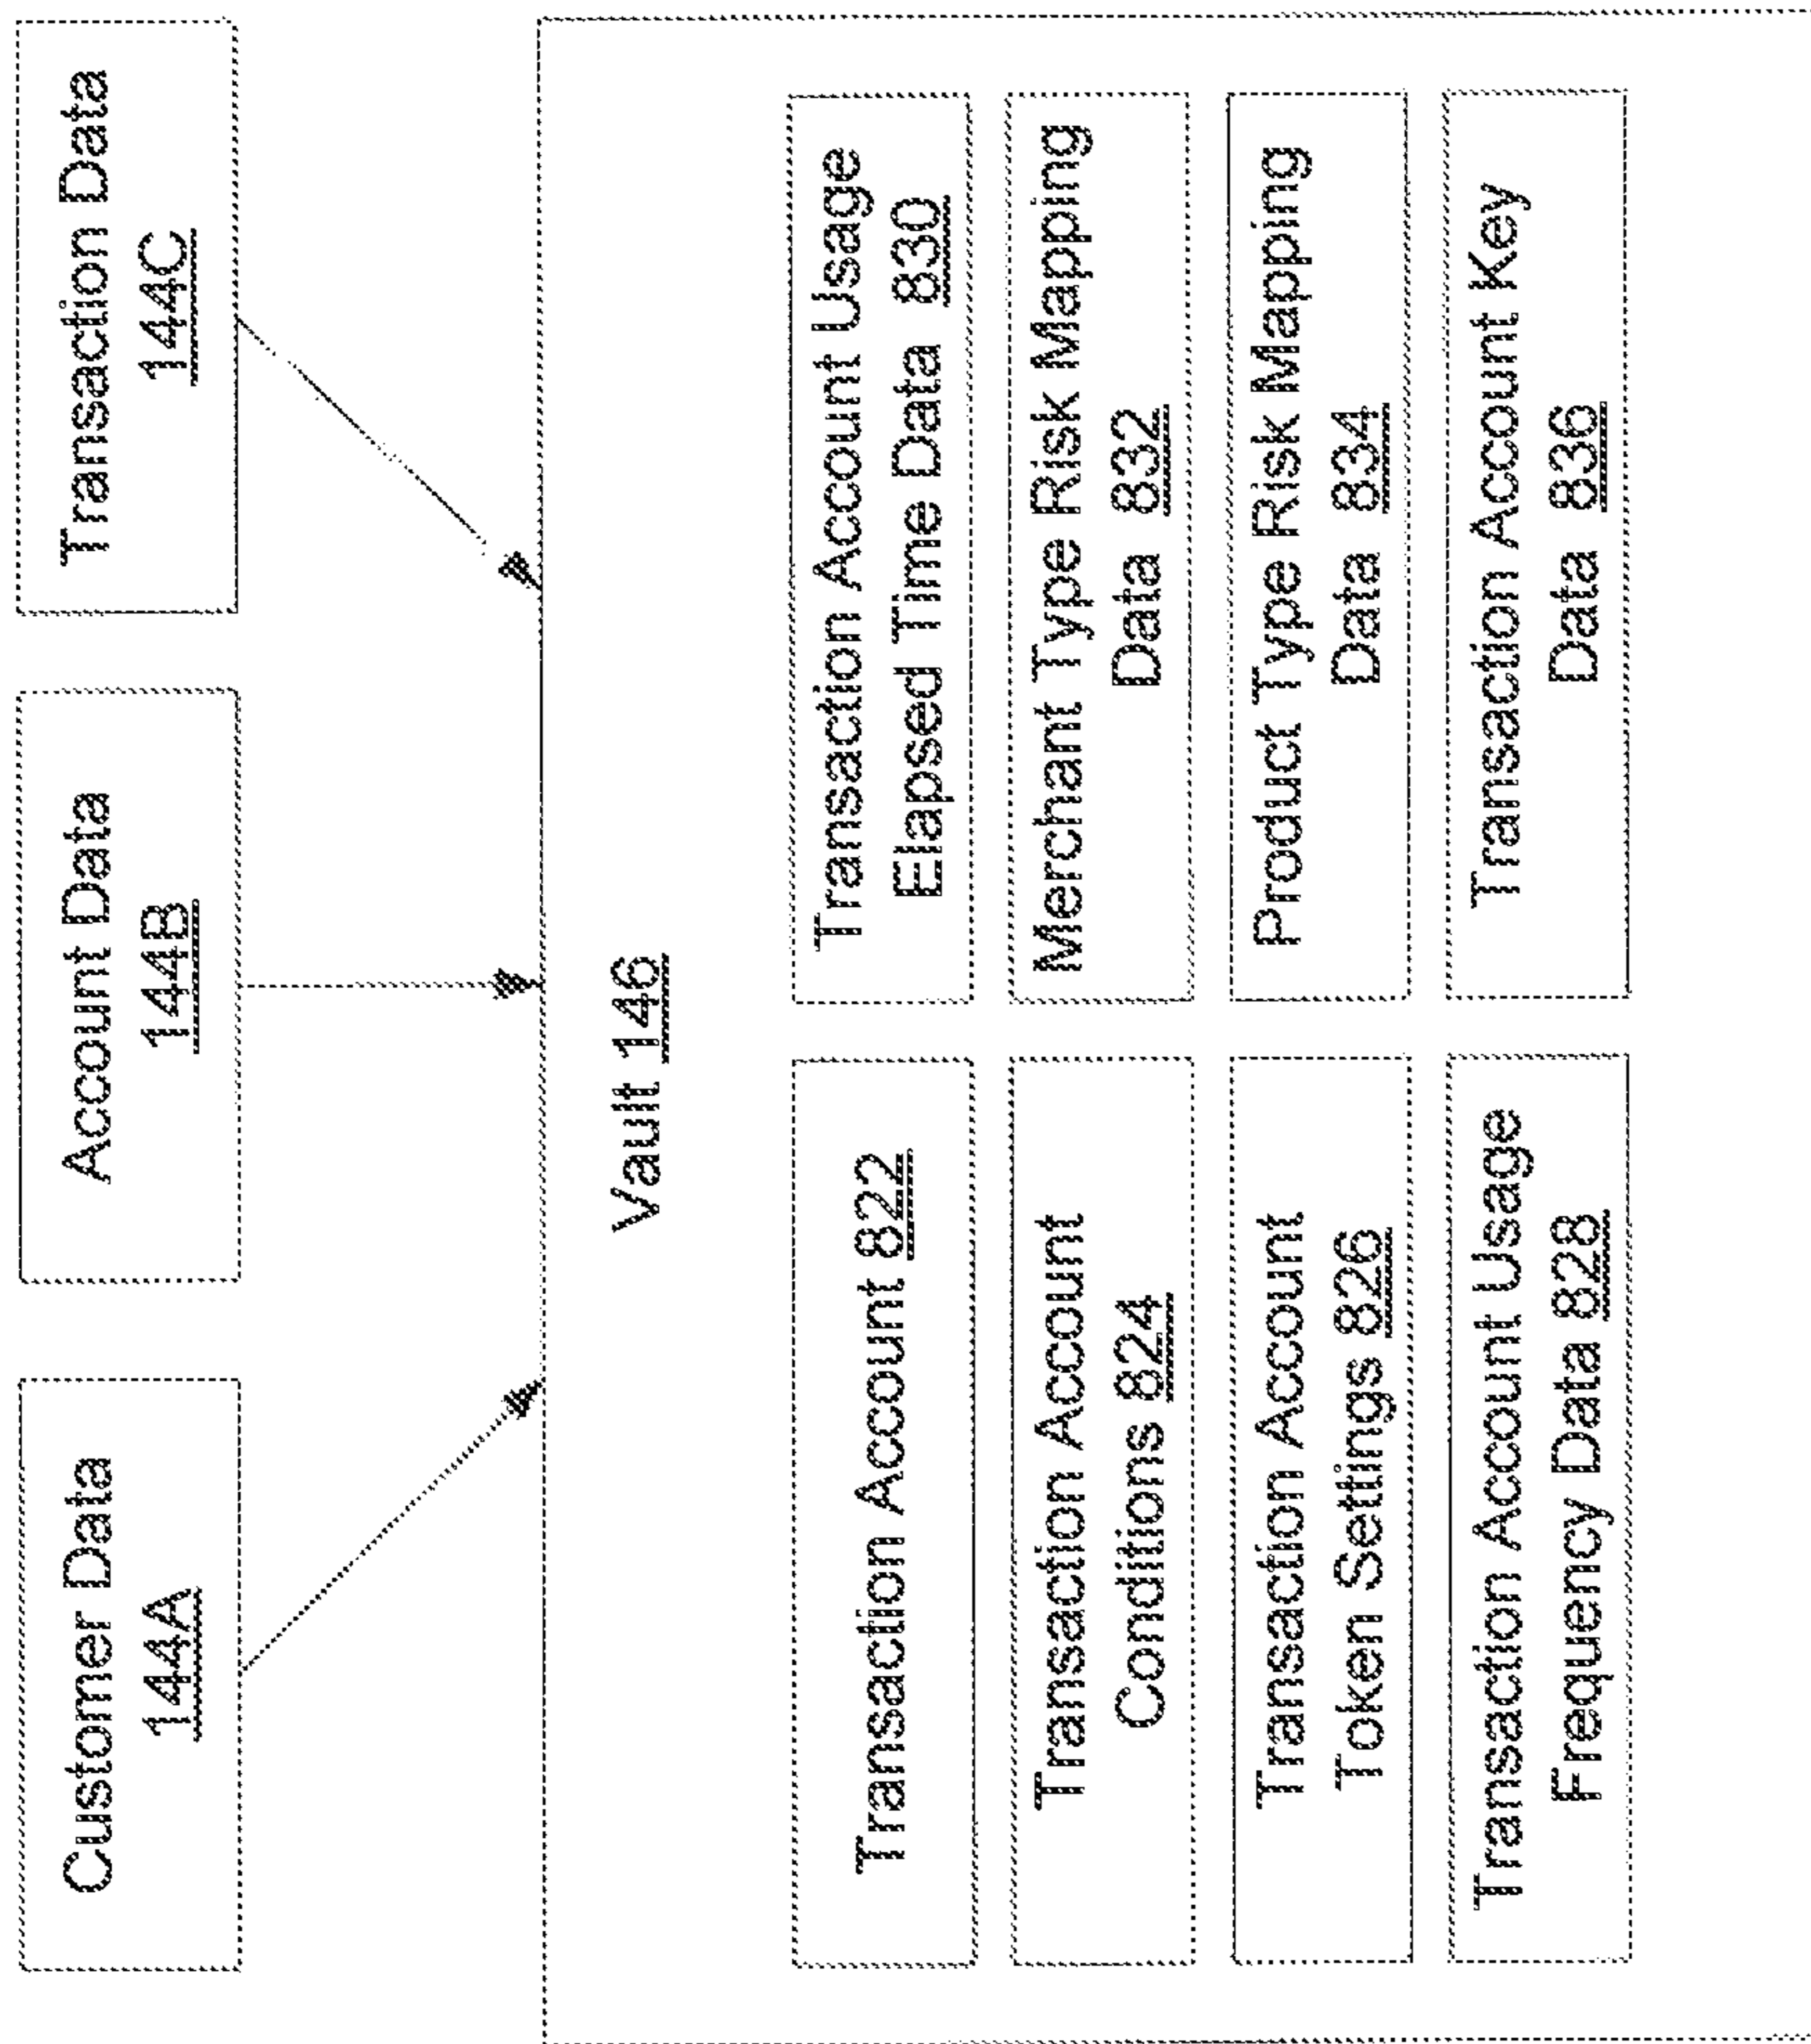 Customer Data
144A
Account Data
144B
Transaction Data
144C
Vault 146
Transaction Account 822
Transaction Account
Conditions 824
Transaction Account
Token Settings 826
Transaction Account Usage
Frequency Data 828
Transaction Account Usage
Elapsed Time Data 830
Merchant Type Risk Mapping
Data 832
Product Type Risk Mapping
Data 834
Transaction Account Key
Data 836